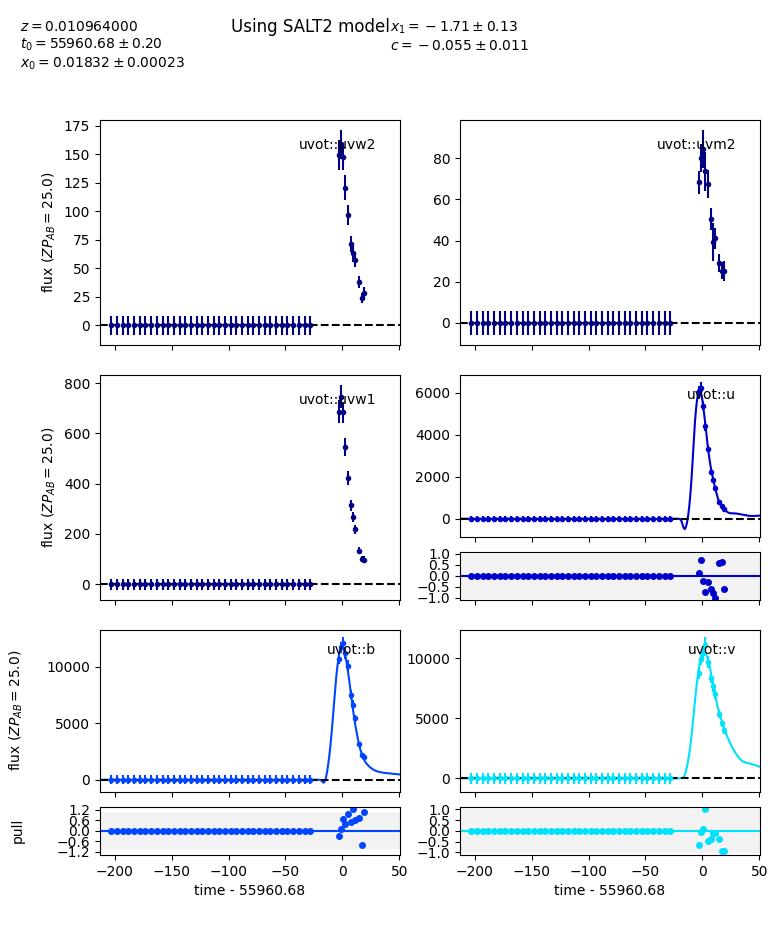 z = 0.010964000
Using SALT2 model
x1 = −1.71 ± 0.13
t0 = 55960.68 ± 0.20
c = −0.055 ± 0.011
x0 = 0.01832 ± 0.00023
uvot::uvw2
175
150
125
100
75
50
25
0
flux (ZPAB = 25.0)
uvot::uvm2
80
60
40
20
0
uvot::uvw1
800
600
400
200
0
flux (ZPAB = 25.0)
uvot::u
6000
4000
2000
0
1.0
0.5
0.0
−0.5
−1.0
uvot::b
10000
5000
0
flux (ZPAB = 25.0)
uvot::v
10000
5000
0
1.2
0.6
0.0
−0.6
−1.2
pull
1.0
0.5
0.0
−0.5
−1.0
−200 −150 −100 −50 0 50
time - 55960.68
−200 −150 −100 −50 0 50
time - 55960.68